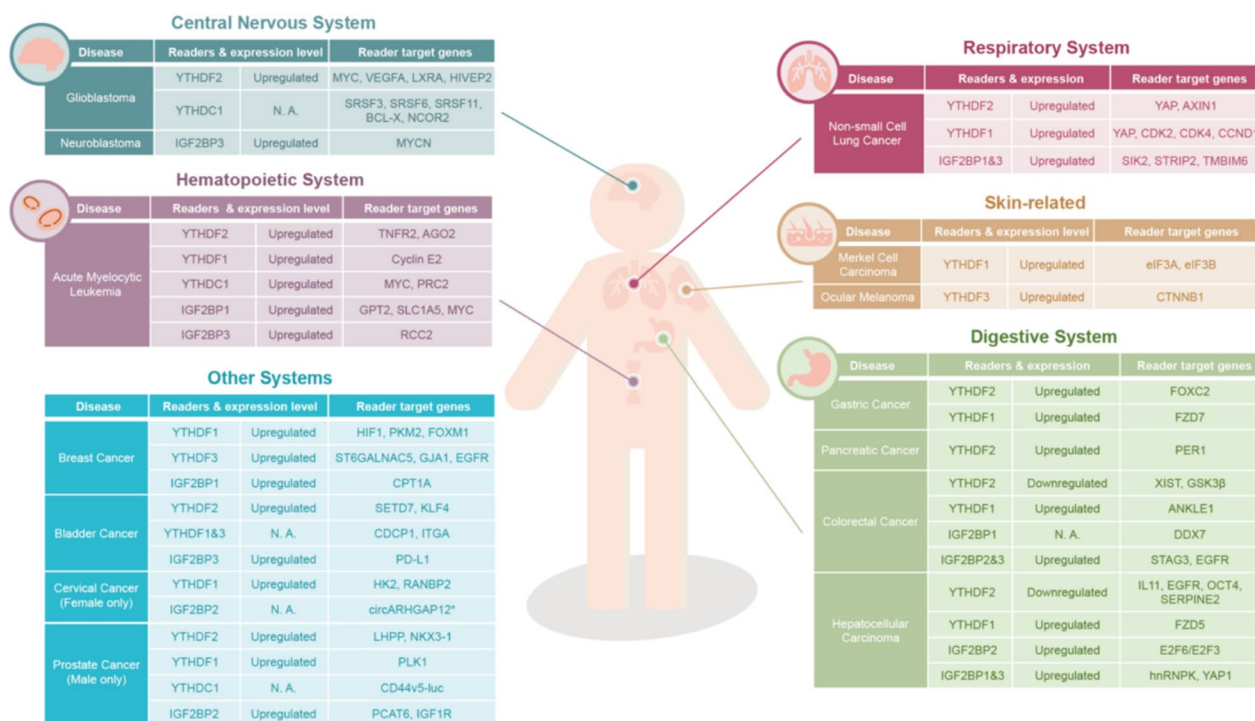 Central Nervous System
Disease Readers & expression level Reader target genes
Glioblastoma
YTHDF2 Upregulated MYC, VEGFA, LXRA, HIVEP2
YTHDC1 N. A. SRSF3, SRSF6, SRSF11,
BCL-X, NCOR2
Neuroblastoma IGF2BP3 Upregulated MYCN
Hematopoietic System
Disease Readers & expression level Reader target genes
Acute Myelocytic
Leukemia
YTHDF2 Upregulated TNFR2, AGO2
YTHDF1 Upregulated Cyclin E2
YTHDC1 Upregulated MYC, PRC2
IGF2BP1 Upregulated GPT2, SLC1A5, MYC
IGF2BP3 Upregulated RCC2
Other Systems
Disease Readers & expression level Reader target genes
Breast Cancer
YTHDF1 Upregulated HIF1, PKM2, FOXM1
YTHDF3 Upregulated ST6GALNAC5, GJA1, EGFR
IGF2BP1 Upregulated CPT1A
Bladder Cancer
YTHDF2 Upregulated SETD7, KLF4
YTHDF1&3 N. A. CDCP1, ITGA
IGF2BP3 Upregulated PD-L1
Cervical Cancer
(Female only)
YTHDF1 Upregulated HK2, RANBP2
IGF2BP2 N. A. circARHGAP12*
Prostate Cancer
(Male only)
YTHDF2 Upregulated LHPP, NKX3-1
YTHDF1 Upregulated PLK1
YTHDC1 N. A. CD44v5-luc
IGF2BP2 Upregulated PCAT6, IGF1R
Respiratory System
Disease Readers & expression Reader target genes
Non-small Cell
Lung Cancer
YTHDF2 Upregulated YAP, AXIN1
YTHDF1 Upregulated YAP, CDK2, CDK4, CCND
IGF2BP1&3 Upregulated SIK2, STRIP2, TMBIM6
Skin-related
Disease Readers & expression level Reader target genes
Merkel Cell
Carcinoma
YTHDF1 Upregulated eIF3A, eIF3B
Ocular Melanoma YTHDF3 Upregulated CTNNB1
Digestive System
Disease Readers & expression Reader target genes
Gastric Cancer
YTHDF2 Upregulated FOXC2
YTHDF1 Upregulated FZD7
Pancreatic Cancer YTHDF2 Upregulated PER1
Colorectal Cancer
YTHDF2 Downregulated XIST, GSK3β
YTHDF1 Upregulated ANKLE1
IGF2BP1 N. A. DDX7
IGF2BP2&3 Upregulated STAG3, EGFR
Hepatocellular
Carcinoma
YTHDF2 Downregulated IL11, EGFR, OCT4,
SERPINE2
YTHDF1 Upregulated FZD5
IGF2BP2 Upregulated E2F6/E2F3
IGF2BP1&3 Upregulated hnRNPK, YAP1